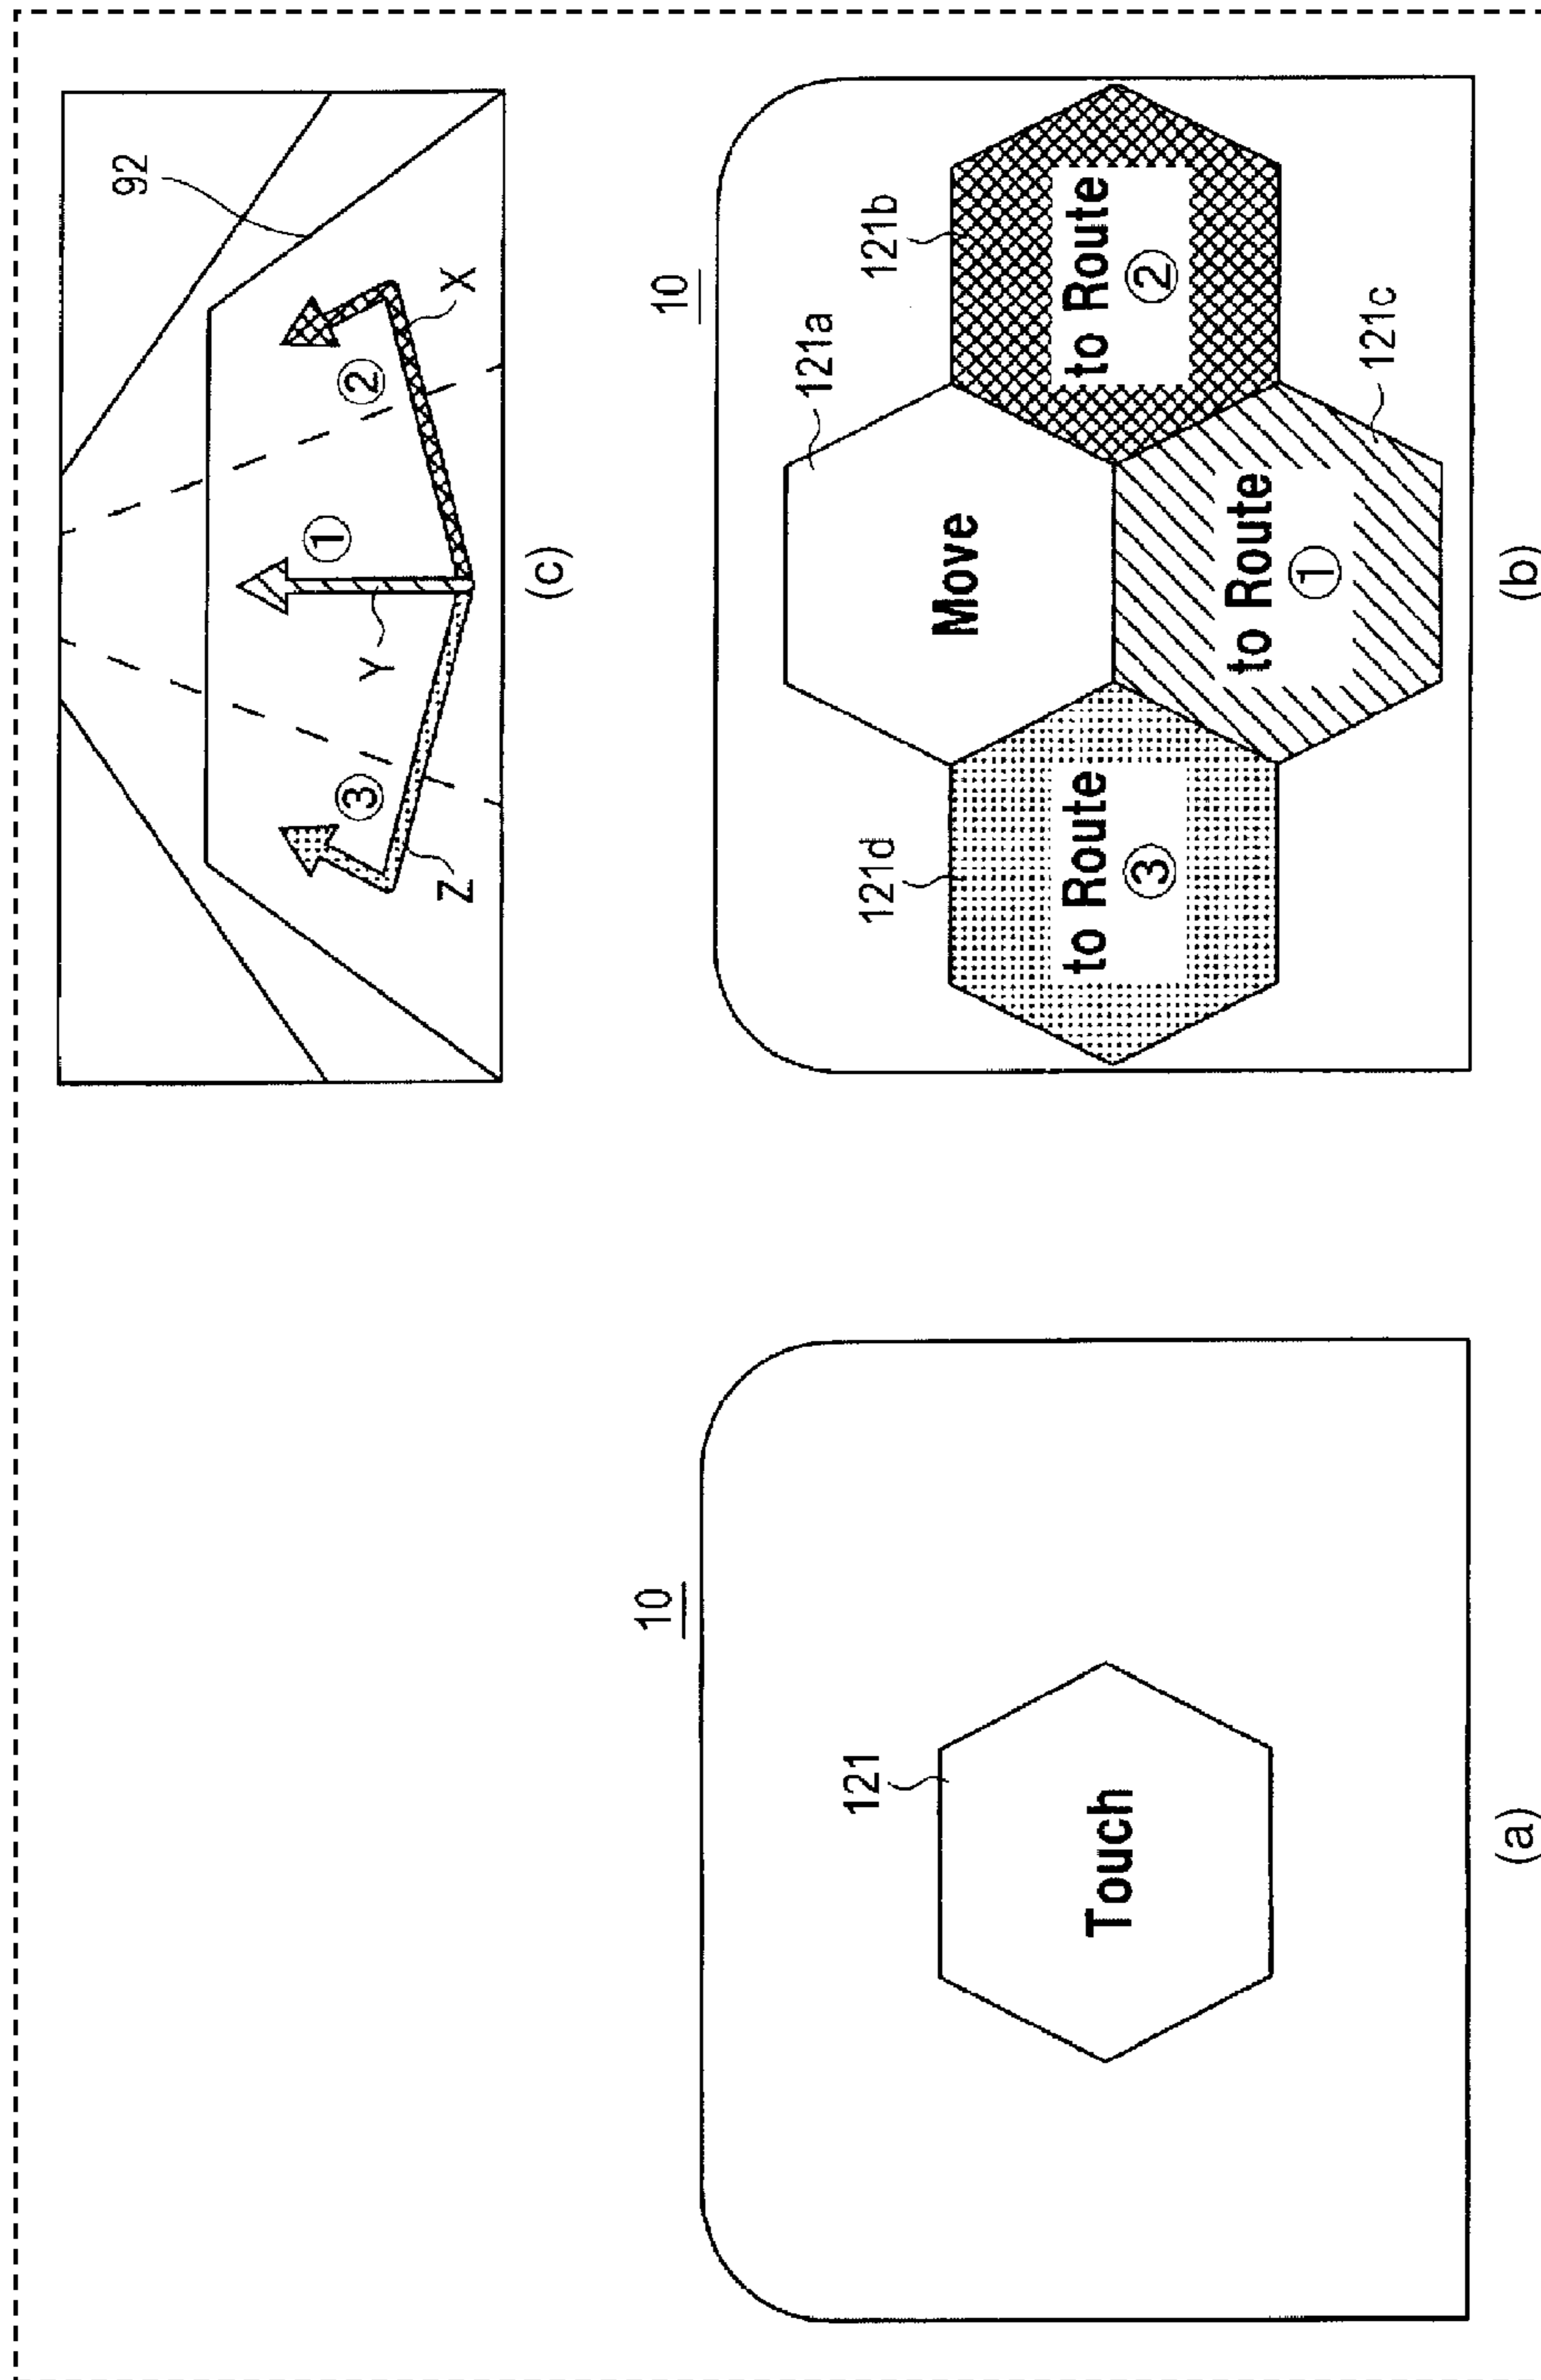 10
121
Touch
(a)
92
③
①
②
Y
X
Z
(c)
10
121a
121b
Move
121d
to Route
③
to Route
②
121c
to Route
①
(b)